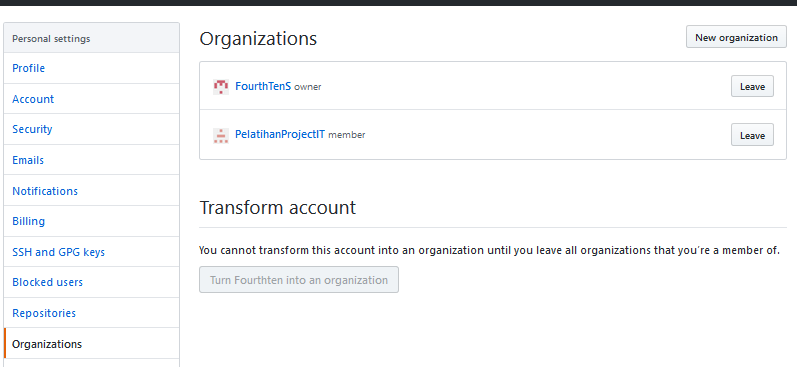 Personal settings
Profile
Account
Security
Emails
Notifications
Billing
SSH and GPG keys
Blocked users
Repositories
Organizations
Organizations
New organization
FourthTenS owner
Leave
PelatihanProjectIT member
Leave
Transform account
You cannot transform this account into an organization until you leave all organizations that you're a member of.
Turn Fourthten into an organization